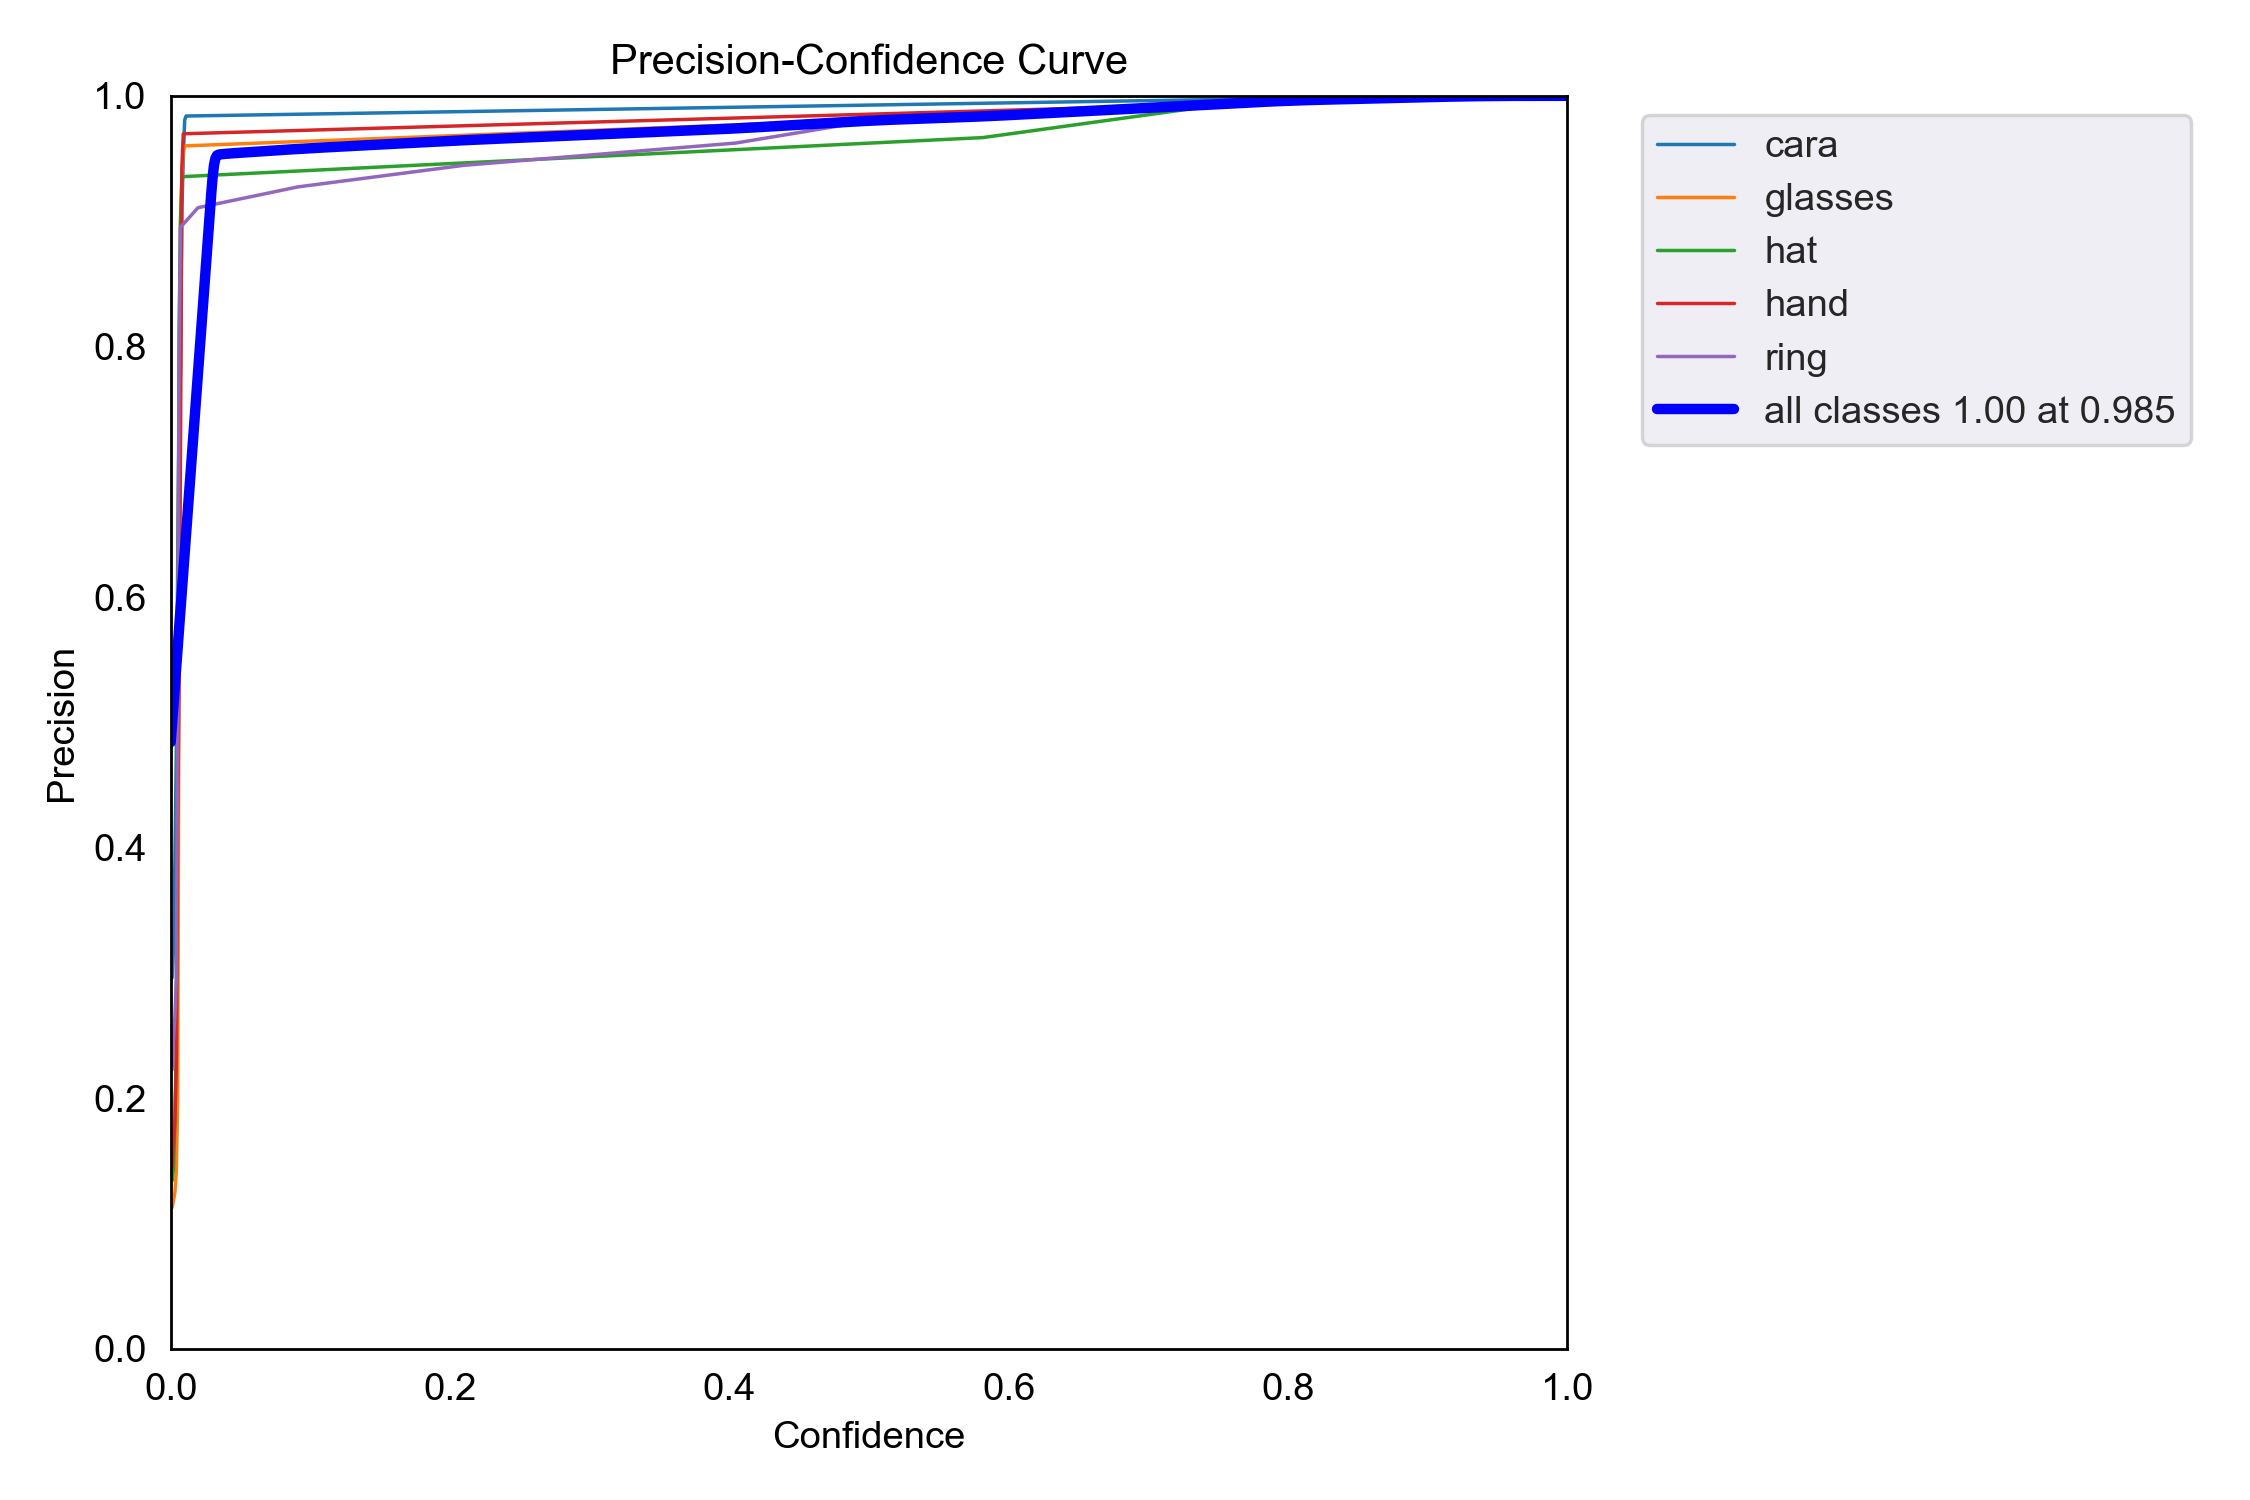 Precision-Confidence Curve
1.0
0.8
0.6
0.4
0.2
0.0
Precision
0.0 0.2 0.4 0.6 0.8 1.0
Confidence
cara
glasses
hat
hand
ring
all classes 1.00 at 0.985